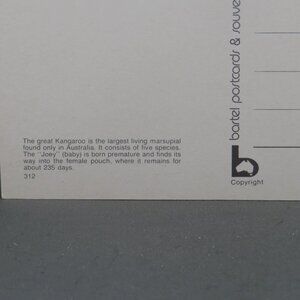 The great Kangaroo is the largest living marsupial
found only in Australia. It consists of five species.
The "Joey" (baby) is born premature and finds its
way into the female pouch, where it remains for
about 235 days.
312
bartel postcards & souve
b
Copyright